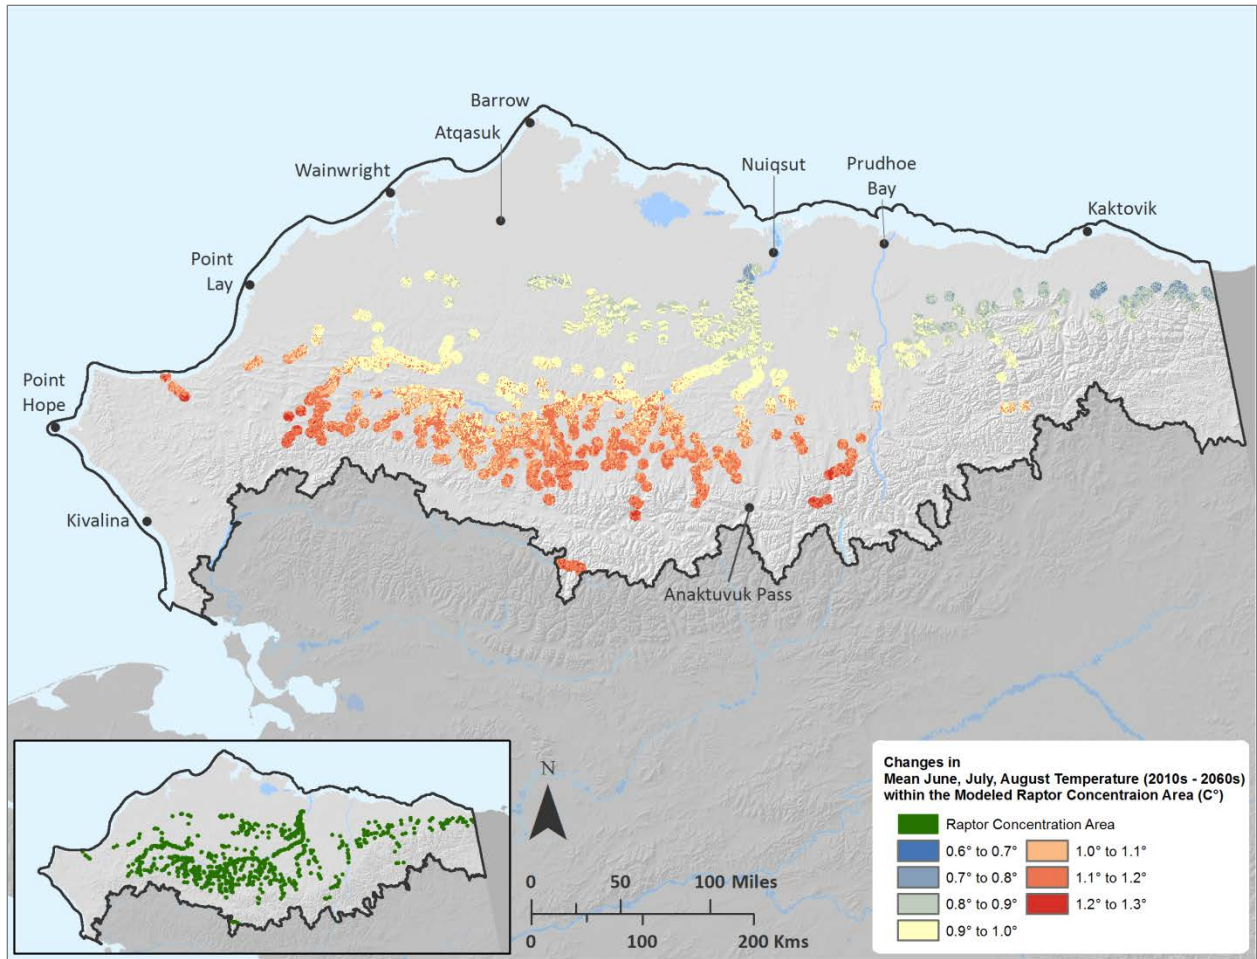 Barrow
Atqasuk
Wainwright
Nuiqsut
Prudhoe
Bay
Kaktovik
Point
Lay
Point
Hope
Kivalina
Anaktuvuk Pass
N
0 50 100 Miles
0 100 200 Kms
Changes in
Mean June, July, August Temperature (2010s - 2060s)
within the Modeled Raptor Concentraion Area (C°)
Raptor Concentration Area
0.6° to 0.7° 1.0° to 1.1°
0.7° to 0.8° 1.1° to 1.2°
0.8° to 0.9° 1.2° to 1.3°
0.9° to 1.0°